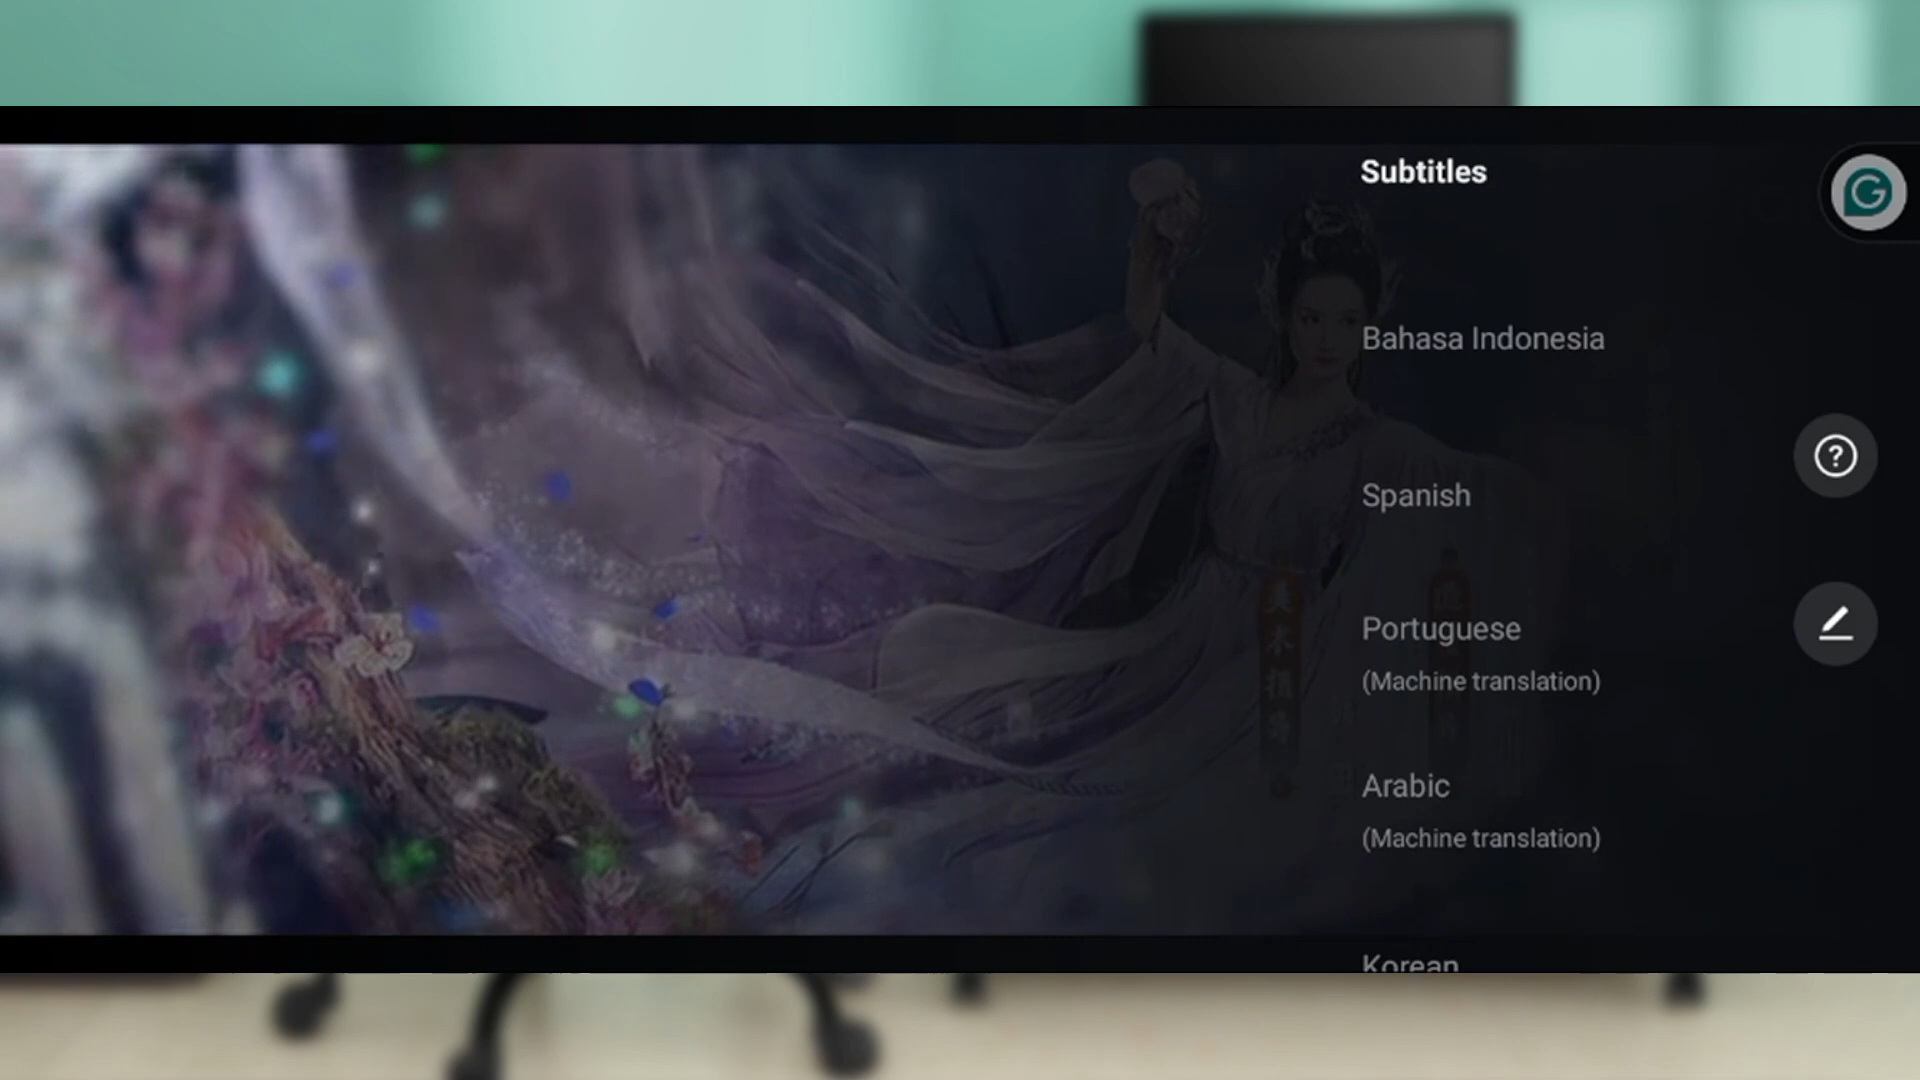 Subtitles
Bahasa Indonesia
Spanish
Portuguese
(Machine translation)
Arabic
(Machine translation)
Korean